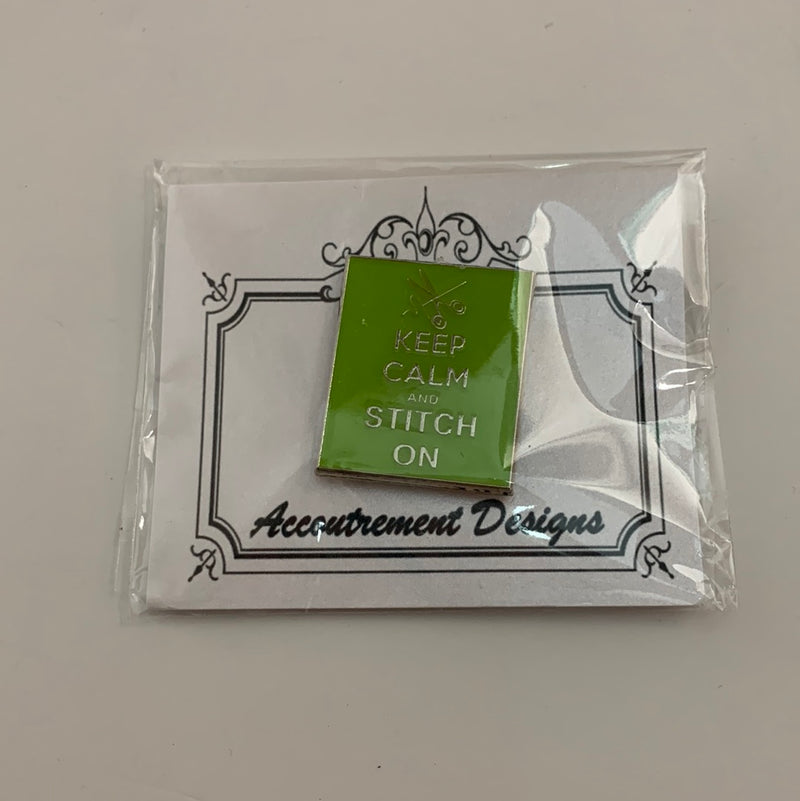 KEEP
CALM
AND
STITCH
ON
Accoutrement Designs